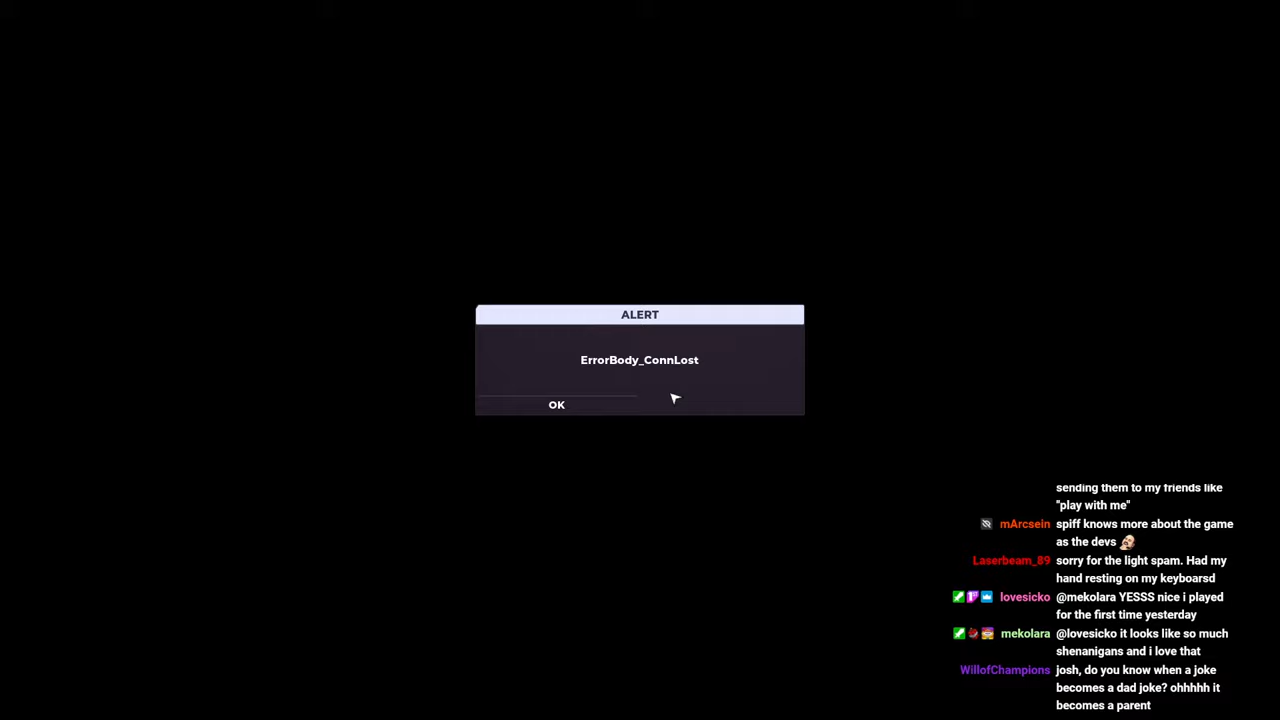 ALERT
ErrorBody_ConnLost
OK
sending them to my friends like
"play with me"
mArcsein spiff knows more about the game
as the devs
Laserbeam_89 sorry for the light spam. Had my
hand resting on my keyboarsd
lovesicko @mekolara YESSS nice i played
for the first time yesterday
mekolara @lovesicko it looks like so much
shenanigans and i love that
WillofChampions josh, do you know when a joke
becomes a dad joke? ohhhhh it
becomes a parent